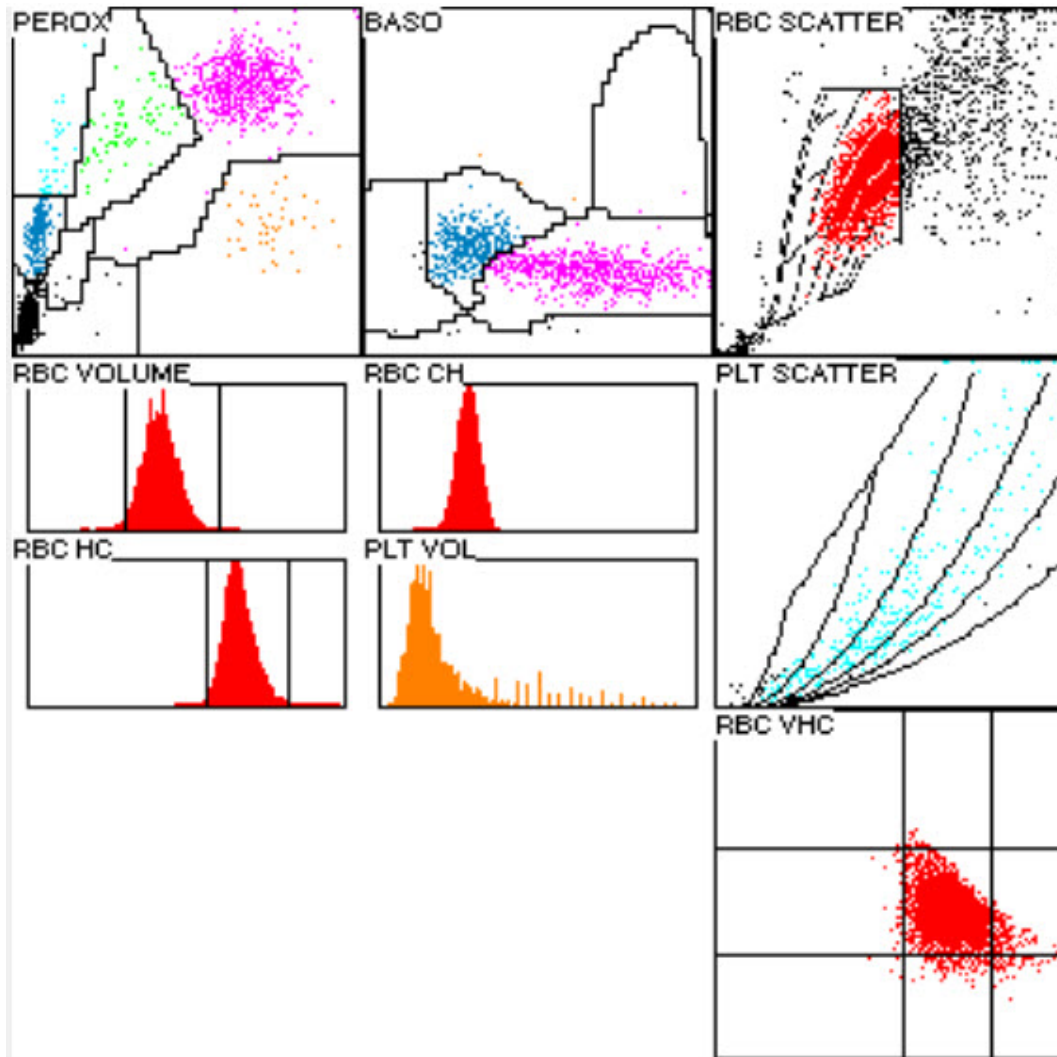 PEROX
BASO
RBC SCATTER
RBC VOLUME
RBC CH
PLT SCATTER
RBC HC
PLT VOL
RBC VHC